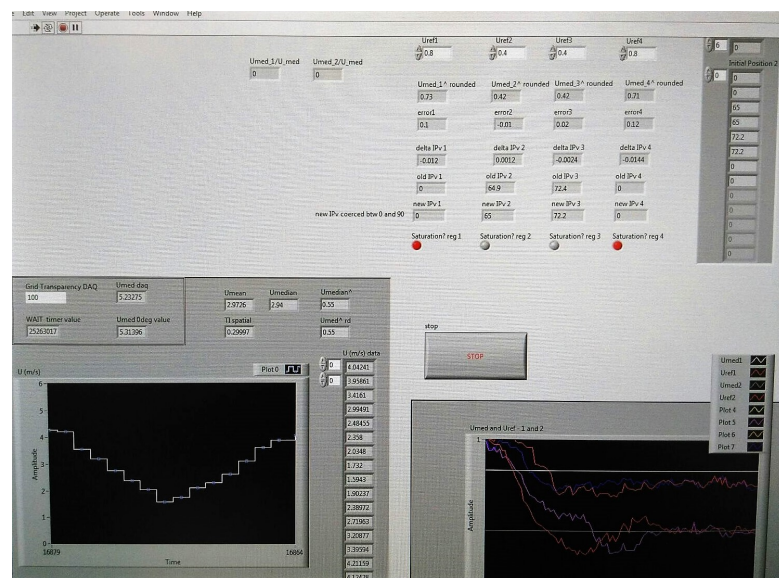 Edit View Project Operate Tools Window Help
Uref1 Uref2 Uref3 Uref4
0.8 0.4 0.4 0.8
6 0
Umed_1/U_med Umed_2/U_med
0 0
Initial Position 2
0 0
0
65
65
72.2
72.2
0
0
0
0
0
0
Umed_1^ rounded Umed_2^ rounded Umed_3^ rounded Umed_4^ rounded
0.73 0.42 0.42 0.71
error1 error2 error3 error4
0.1 -0.01 0.02 0.12
delta IPv 1 delta IPv 2 delta IPv 3 delta IPv 4
-0.012 0.0012 -0.0024 -0.0144
old IPv 1 old IPv 2 old IPv 3 old IPv 4
0 64.9 72.4 0
new IPv 1 new IPv 2 new IPv 3 new IPv 4
new IPv coerced btw 0 and 90 0 65 72.2 0
Saturation? reg 1 Saturation? reg 2 Saturation? reg 3 Saturation? reg 4
Grid Transparency DAQ Umed daq
100 5.23275
WAIT timer value Umed 0deg value
25263017 5.31396
Umean Umedian Umedian^
2.9726 2.94 0.55
TI spatial Umed^ rd
0.29997 0.55
stop
STOP
U (m/s) Plot 0
6
5
4
3
2
1
0
Amplitude
16829 16864
Time
U (m/s) data
0 4.04241
0 3.95861
3.4161
2.99491
2.48455
2.358
2.0348
1.732
1.5943
1.90237
2.38972
2.71963
3.20877
3.39594
4.21159
4.12478
Umed1
Uref1
Umed2
Uref2
Plot 4
Plot 5
Plot 6
Plot 7
Umed and Uref - 1 and 2
1
Amplitude